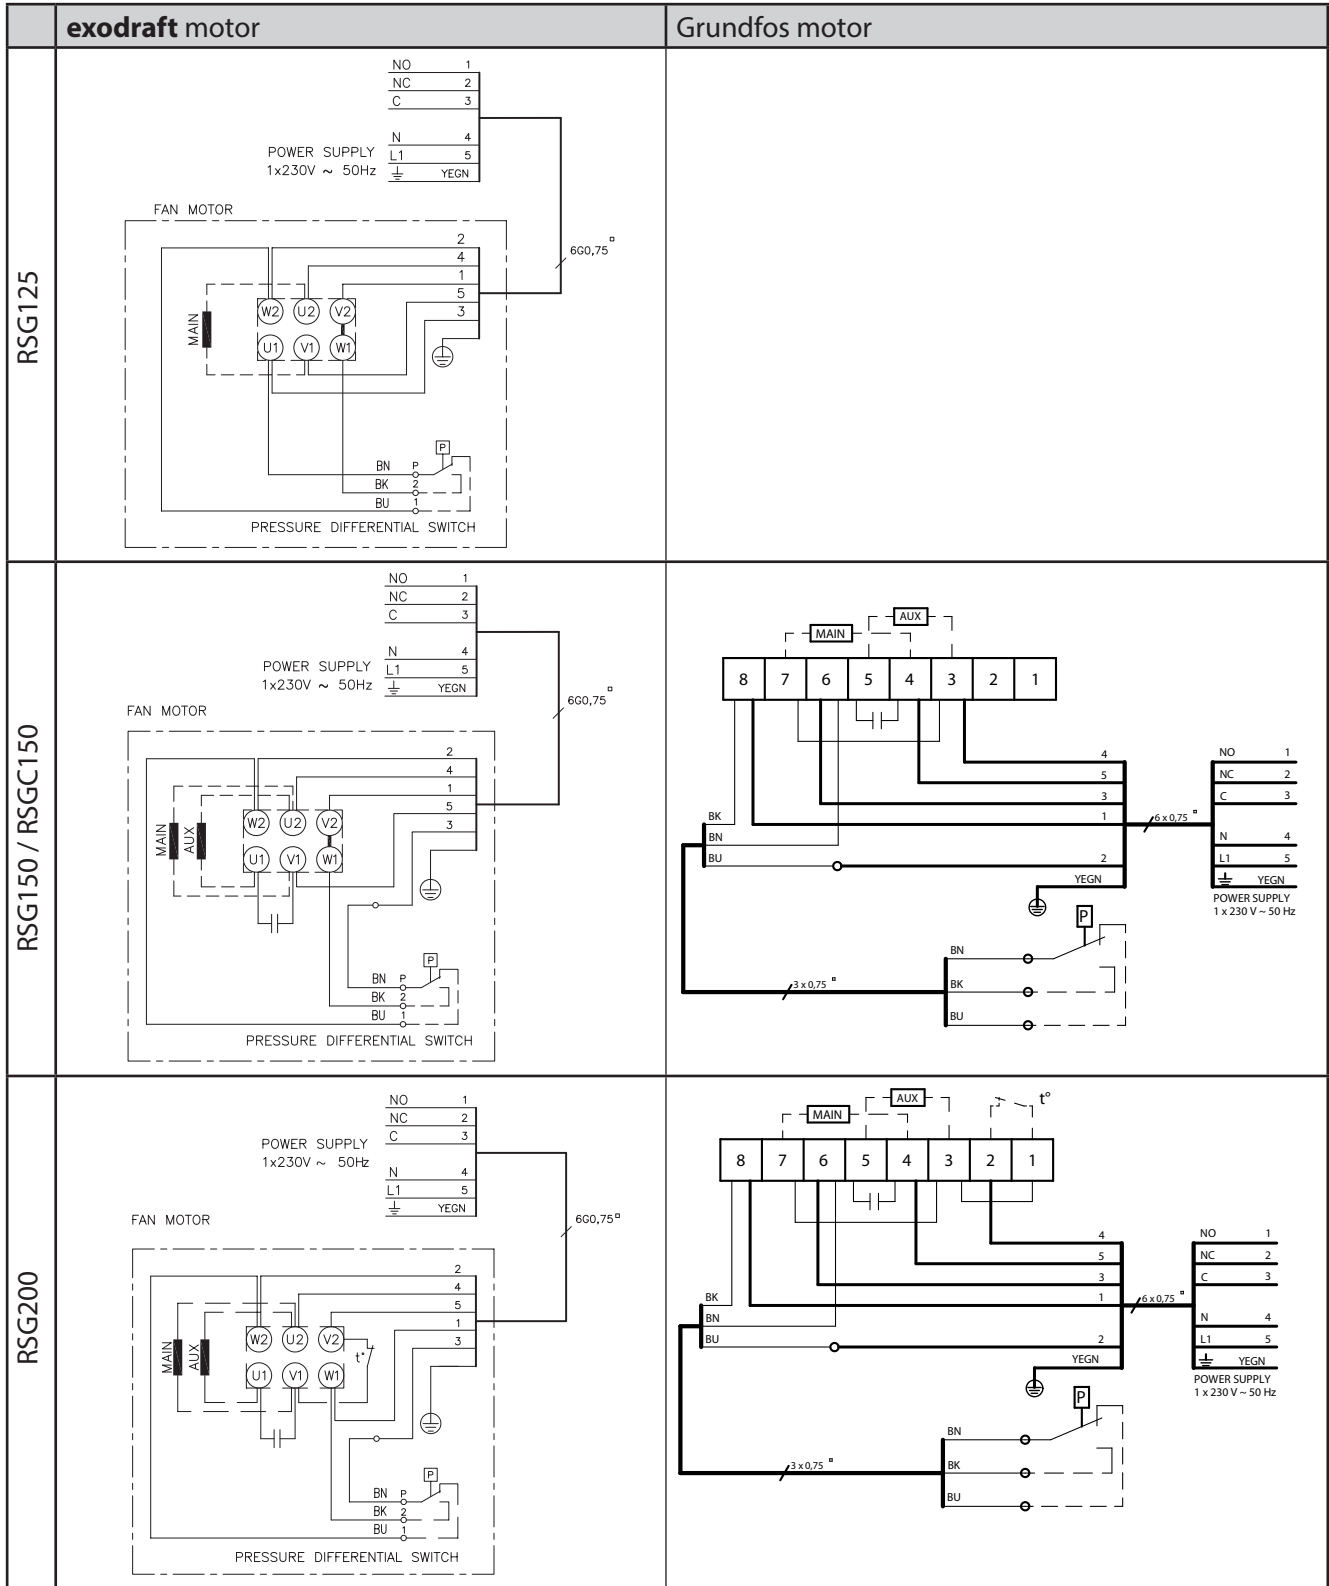 exodraft motor
Grundfos motor
RSG125
NO 1
NC 2
C 3
N 4
L1 5
YEGN
POWER SUPPLY
1x230V ~ 50Hz
6G0,75
FAN MOTOR
2
4
1
5
3
MAIN
W2 U2 V2
U1 V1 W1
P
BN P
BK 2
BU 1
PRESSURE DIFFERENTIAL SWITCH
RSG150 / RSGC150
NO 1
NC 2
C 3
N 4
L1 5
YEGN
POWER SUPPLY
1x230V ~ 50Hz
6G0,75
FAN MOTOR
2
4
1
5
3
MAIN
AUX
W2 U2 V2
U1 V1 W1
P
BN P
BK 2
BU 1
PRESSURE DIFFERENTIAL SWITCH
AUX
MAIN
8 7 6 5 4 3 2 1
4
5
3
1
2
YEGN
BK
BN
BU
6 x 0,75
NO 1
NC 2
C 3
N 4
L1 5
YEGN
POWER SUPPLY
1 x 230 V ~ 50 Hz
P
BN
BK
BU
3 x 0,75
RSG200
NO 1
NC 2
C 3
N 4
L1 5
YEGN
POWER SUPPLY
1x230V ~ 50Hz
6G0,75
FAN MOTOR
2
4
5
1
3
MAIN
AUX
W2 U2 V2
t°
U1 V1 W1
P
BN P
BK 2
BU 1
PRESSURE DIFFERENTIAL SWITCH
AUX
t°
MAIN
8 7 6 5 4 3 2 1
4
5
3
1
2
YEGN
BK
BN
BU
6 x 0,75
NO 1
NC 2
C 3
N 4
L1 5
YEGN
POWER SUPPLY
1 x 230 V ~ 50 Hz
P
BN
BK
BU
3 x 0,75